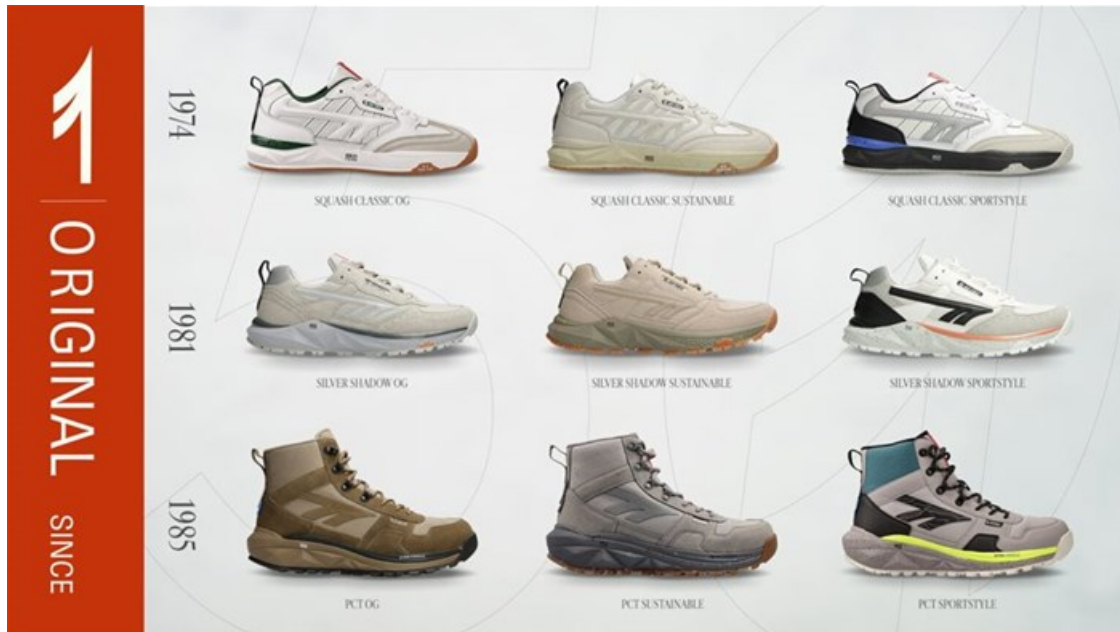 ORIGINAL SINCE
1974
SQUASH CLASSIC OG
SQUASH CLASSIC SUSTAINABLE
SQUASH CLASSIC SPORTSTYLE
1981
SILVER SHADOW OG
SILVER SHADOW SUSTAINABLE
SILVER SHADOW SPORTSTYLE
1985
PCT OG
PCT SUSTAINABLE
PCT SPORTSTYLE